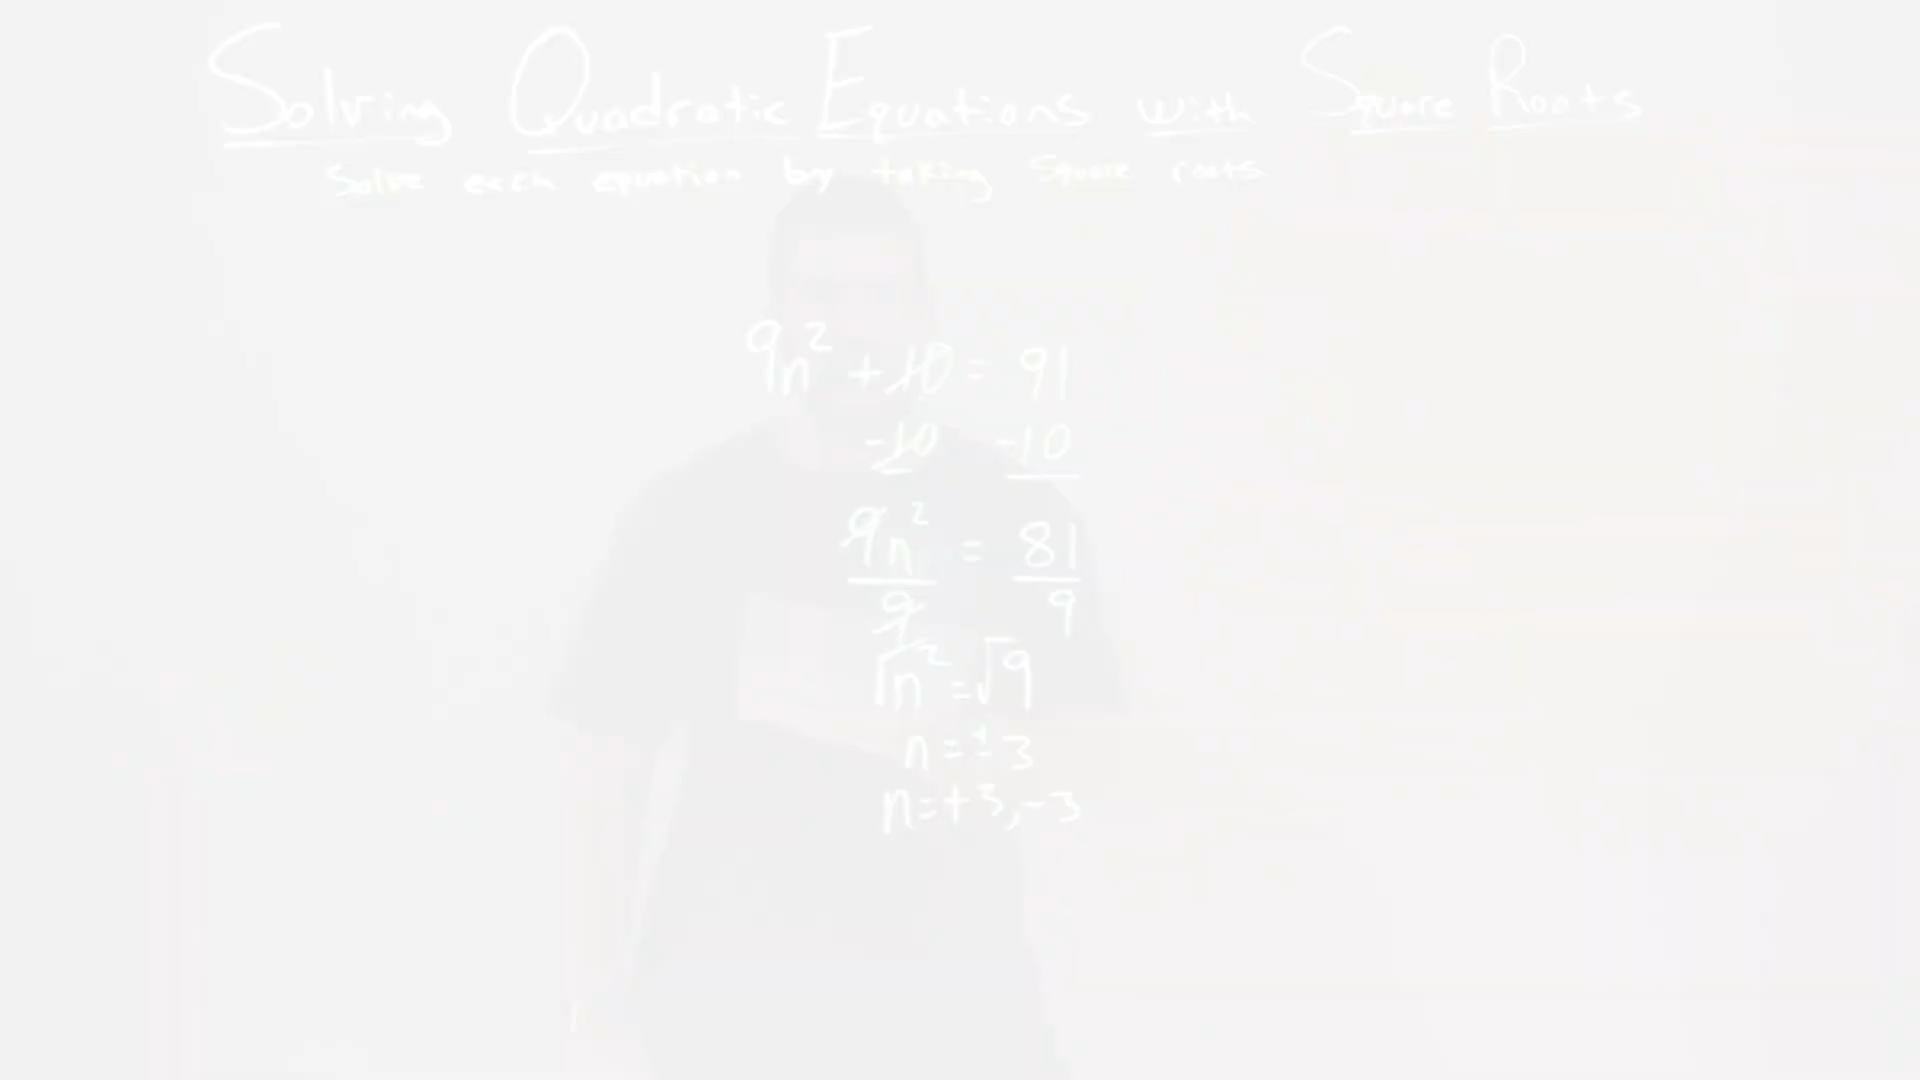 Solving Quadratic Equations with Square Roots
Solve each equation by taking square roots
9n² + 10 = 91
-10 -10
9n² = 81
9 9
√n² = √9
n = ± 3
n = +3, -3